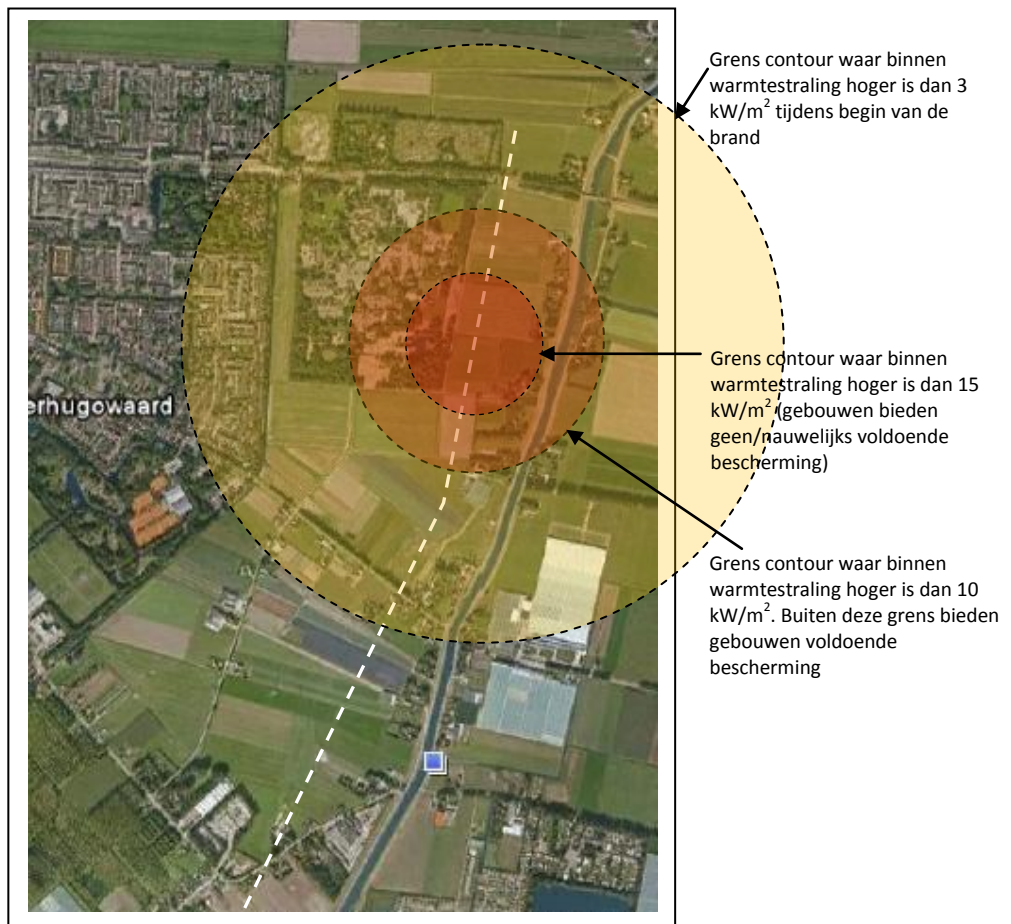 Grens contour waar binnen
warmtestraling hoger is dan 3
kW/m² tijdens begin van de
brand
Grens contour waar binnen
warmtestraling hoger is dan 15
kW/m² (gebouwen bieden
geen/nauwelijks voldoende
bescherming)
erhugowaard
Grens contour waar binnen
warmtestraling hoger is dan 10
kW/m². Buiten deze grens bieden
gebouwen voldoende
bescherming